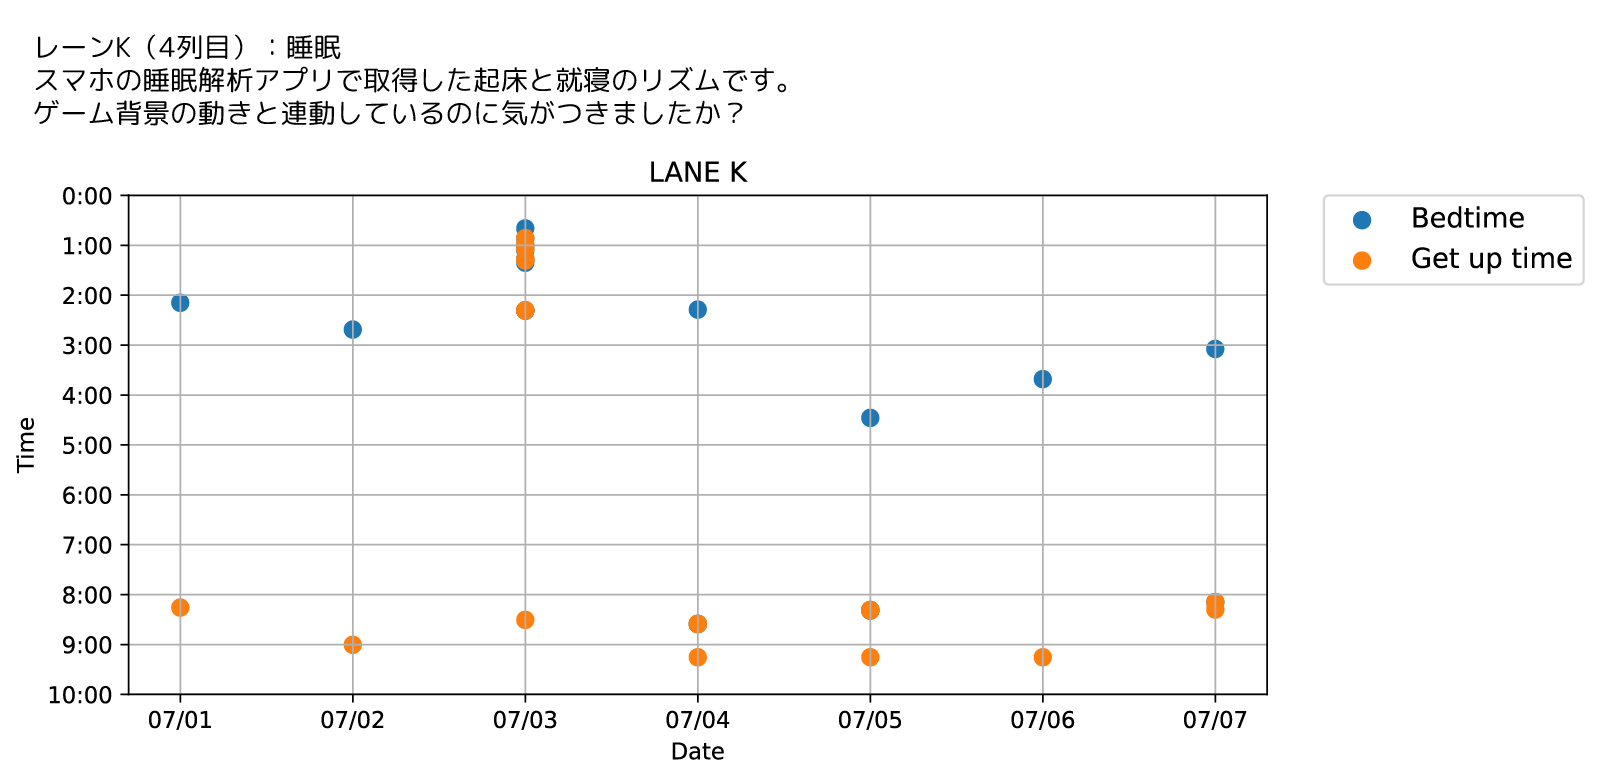 レーンK（4列目）：睡眠
スマホの睡眠解析アプリで取得した起床と就寝のリズムです。
ゲーム背景の動きと連動しているのに気がつきましたか？
LANE K
0:00
1:00
2:00
3:00
4:00
5:00
6:00
7:00
8:00
9:00
10:00
Time
07/01 07/02 07/03 07/04 07/05 07/06 07/07
Date
Bedtime
Get up time